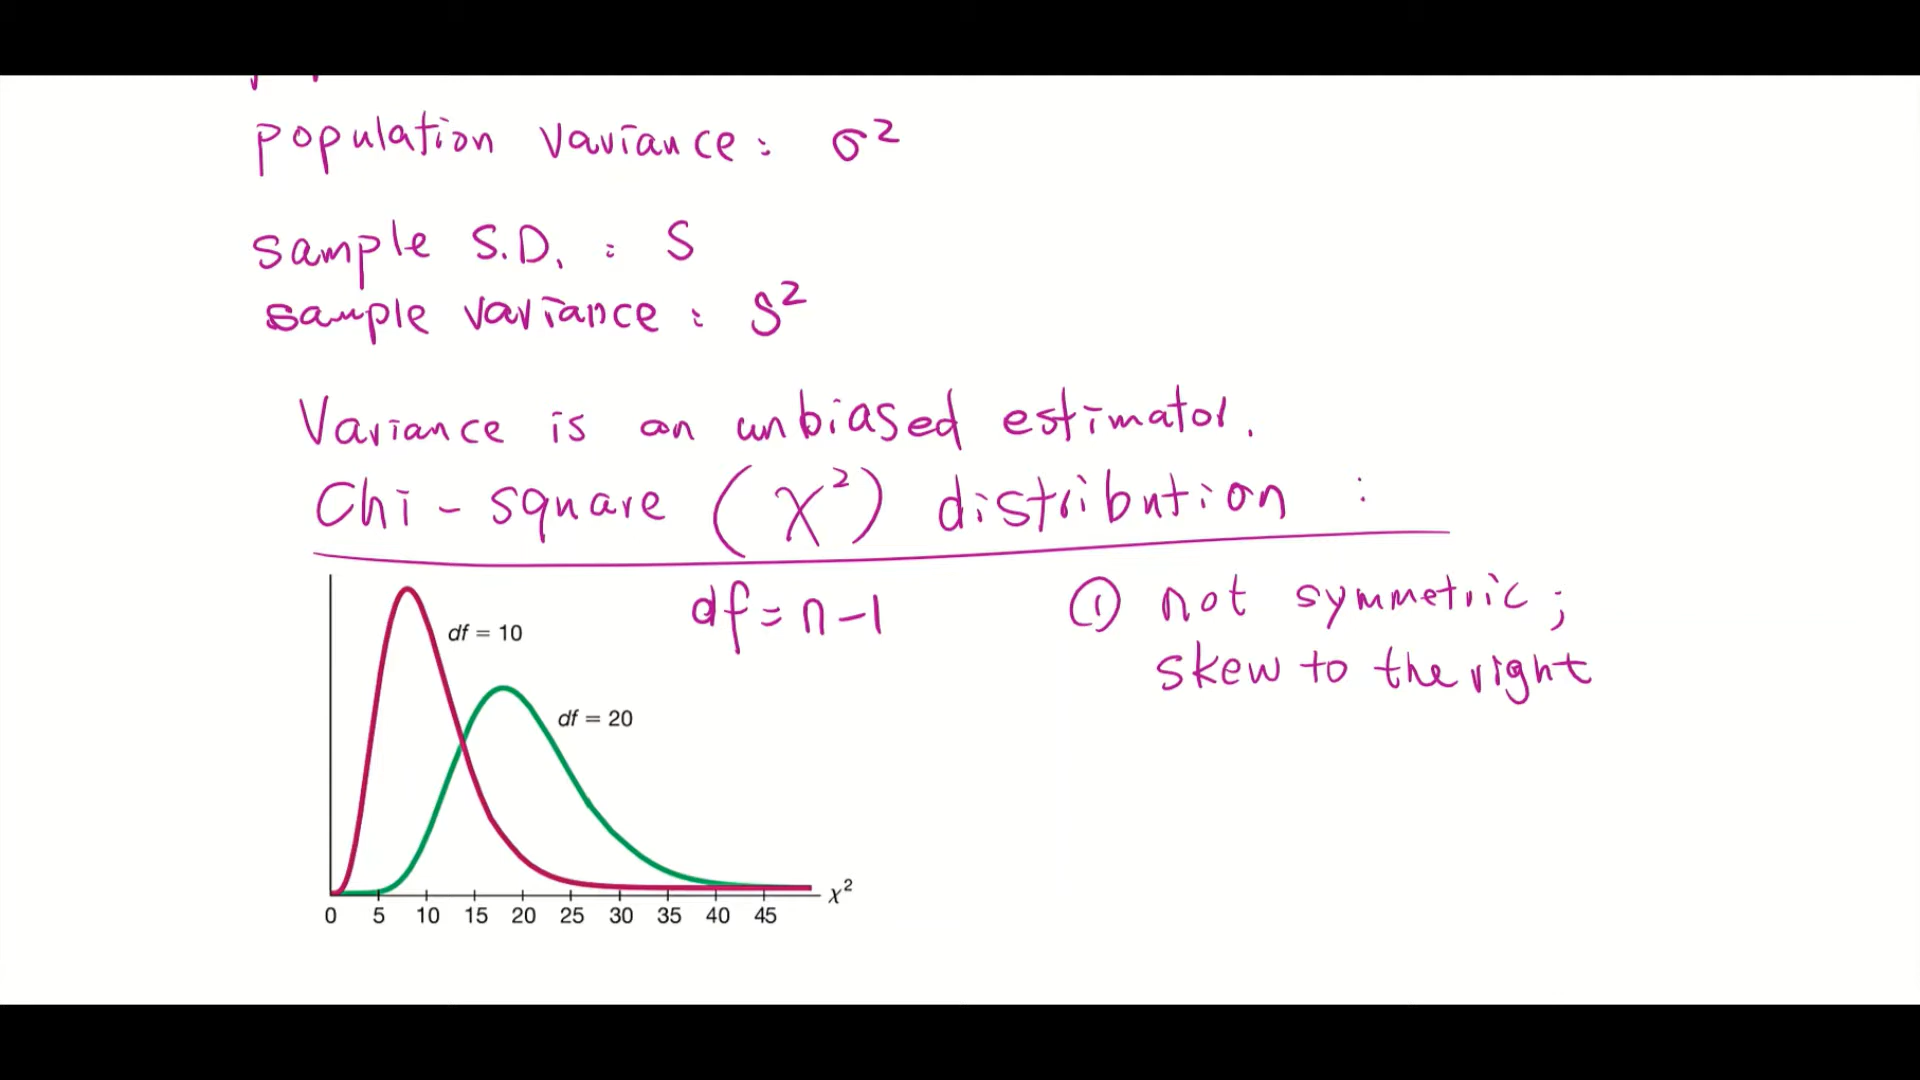 population variance: σ²
sample S.D. : S
sample variance : S²
Variance is an unbiased estimator.
Chi-square (χ²) distribution :
df = n-1
① not symmetric;
skew to the right
df = 10
df = 20
χ²
0 5 10 15 20 25 30 35 40 45